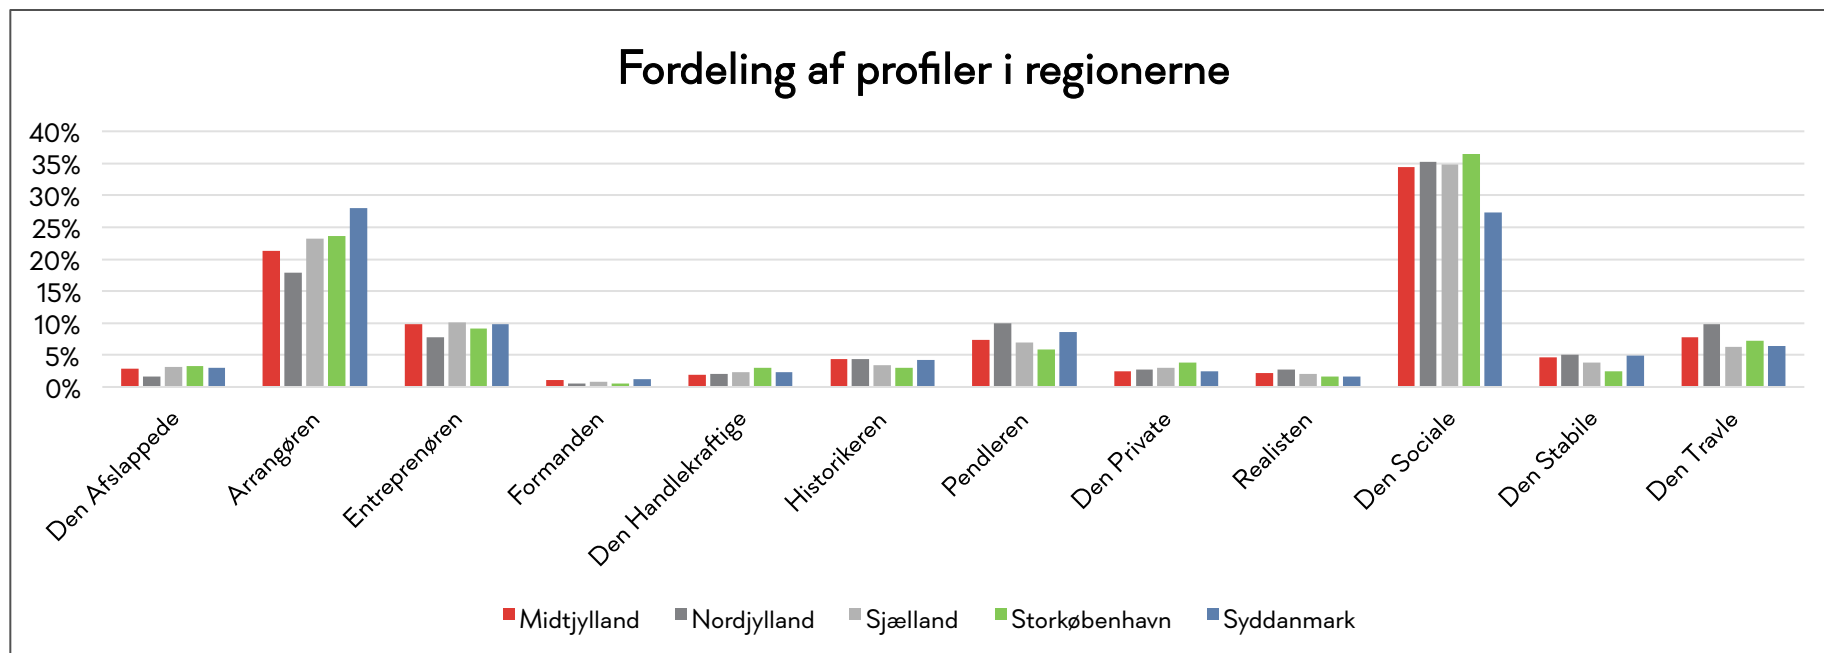 Fordeling af profiler i regionerne
40%
35%
30%
25%
20%
15%
10%
5%
0%
Den Afslappede
Arrangøren
Entreprenøren
Formanden
Den Handlekraftige
Historikeren
Pendleren
Den Private
Realisten
Den Sociale
Den Stabile
Den Travle
Midtjylland Nordjylland Sjælland Storkøbenhavn Syddanmark